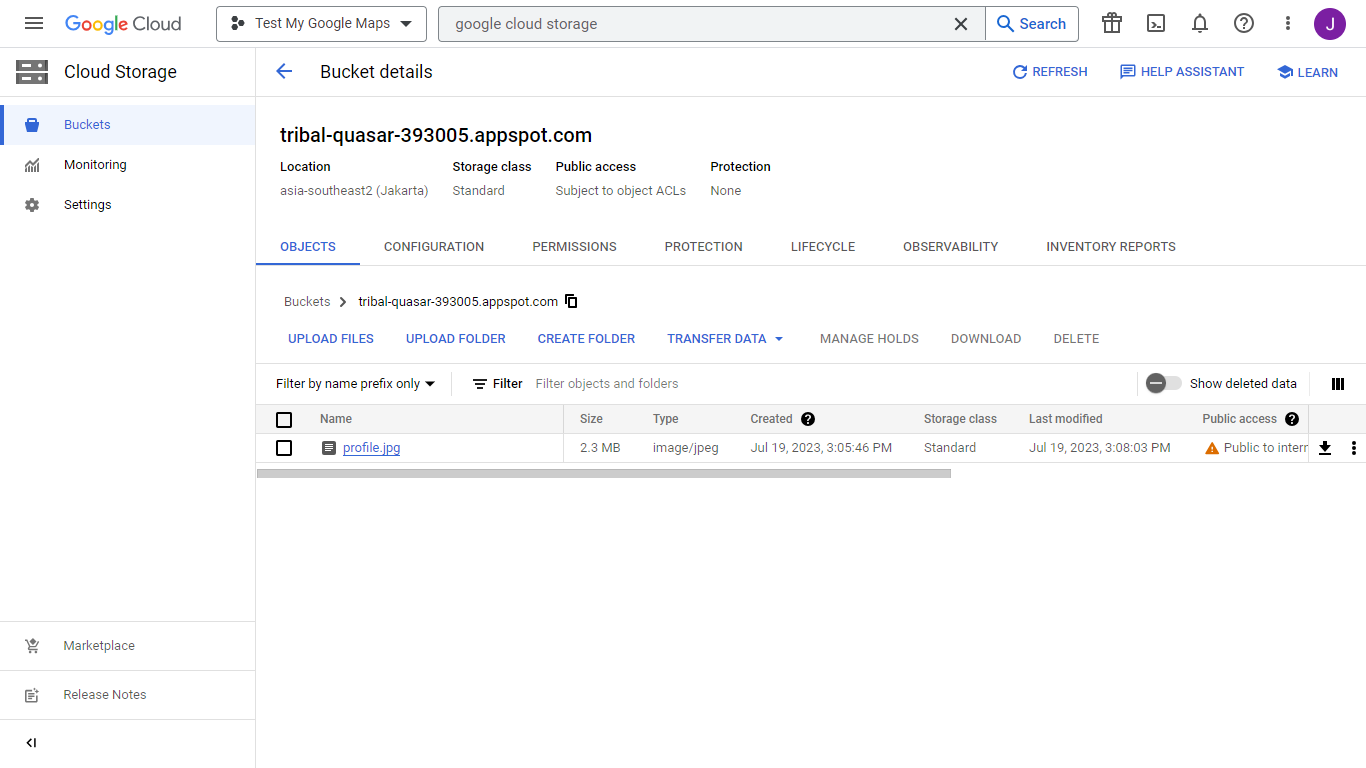 Google Cloud
Test My Google Maps
google cloud storage
Search
J
Cloud Storage
Bucket details
REFRESH
HELP ASSISTANT
LEARN
Buckets
Monitoring
Settings
Marketplace
Release Notes
tribal-quasar-393005.appspot.com
Location Storage class Public access Protection
asia-southeast2 (Jakarta) Standard Subject to object ACLs None
OBJECTS CONFIGURATION PERMISSIONS PROTECTION LIFECYCLE OBSERVABILITY INVENTORY REPORTS
Buckets tribal-quasar-393005.appspot.com
UPLOAD FILES UPLOAD FOLDER CREATE FOLDER TRANSFER DATA MANAGE HOLDS DOWNLOAD DELETE
Filter by name prefix only Filter Filter objects and folders Show deleted data
Name Size Type Created Storage class Last modified Public access
profile.jpg 2.3 MB image/jpeg Jul 19, 2023, 3:05:46 PM Standard Jul 19, 2023, 3:08:03 PM Public to intern